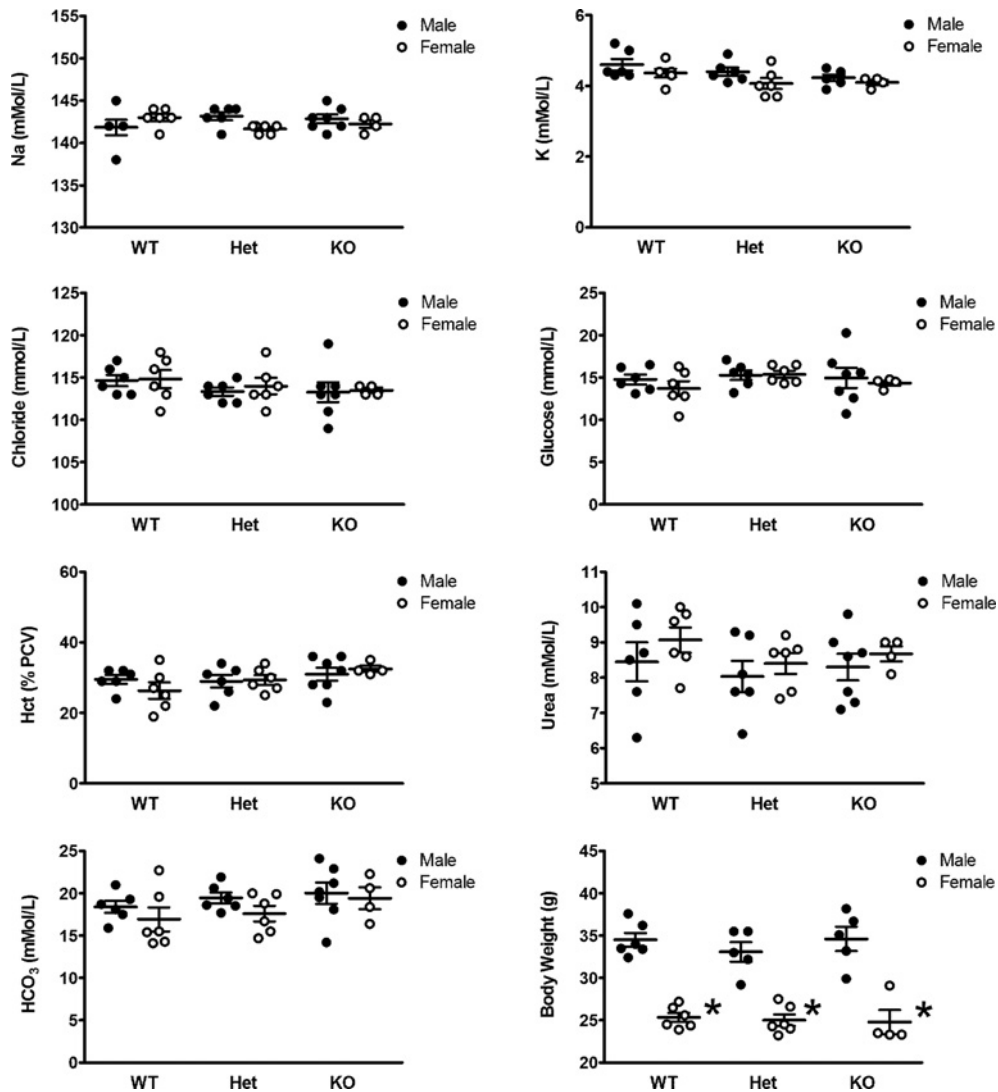 155
150
145
140
135
130
Na (mMol/L)
WT Het KO
Male
Female
6
4
2
0
K (mMol/L)
WT Het KO
Male
Female
125
120
115
110
105
100
Chloride (mmol/L)
WT Het KO
Male
Female
25
20
15
10
5
0
Glucose (mmol/L)
WT Het KO
Male
Female
60
40
20
0
Hct (% PCV)
WT Het KO
Male
Female
11
10
9
8
7
6
5
Urea (mMol/L)
WT Het KO
Male
Female
25
20
15
10
5
0
HCO3 (mMol/L)
WT Het KO
Male
Female
45
40
35
30
25
20
Body Weight (g)
* * *
WT Het KO
Male
Female